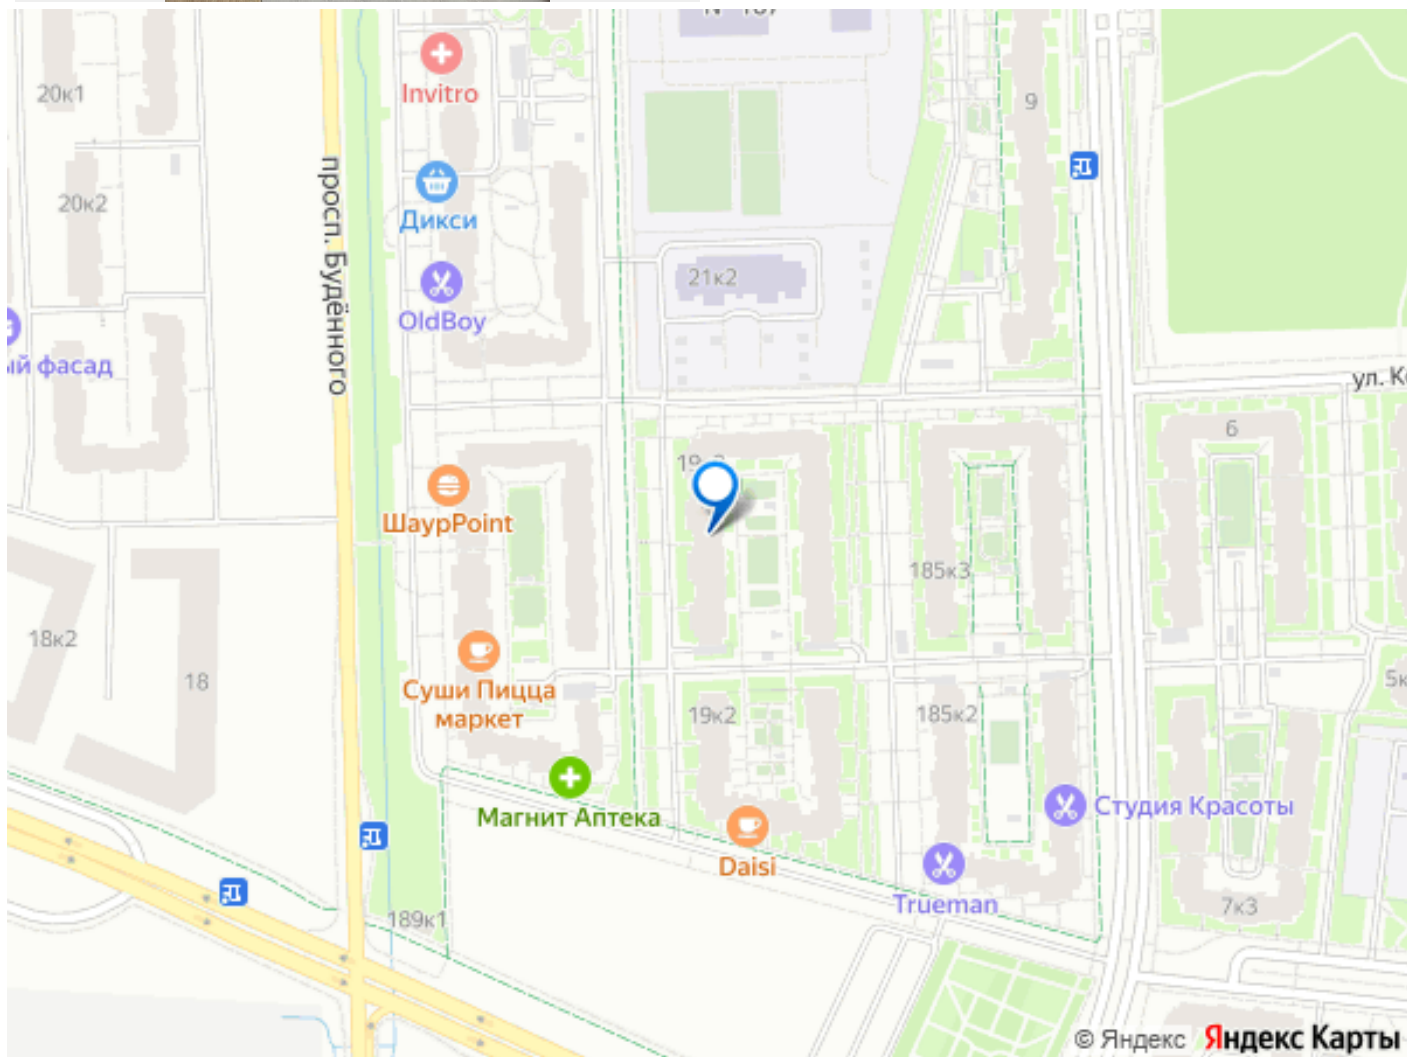 Invitro
20к1
9
просп. Будённого
20к2
Дикси
21к2
OldBoy
ый фасад
ул. К
6
ШаурPoint
185к3
18к2
18
Суши Пицца
маркет
19к2
185к2
5к
Магнит Аптека
Студия Красоты
Daisi
Trueman
7к3
189к1
© Яндекс Яндекс Карты